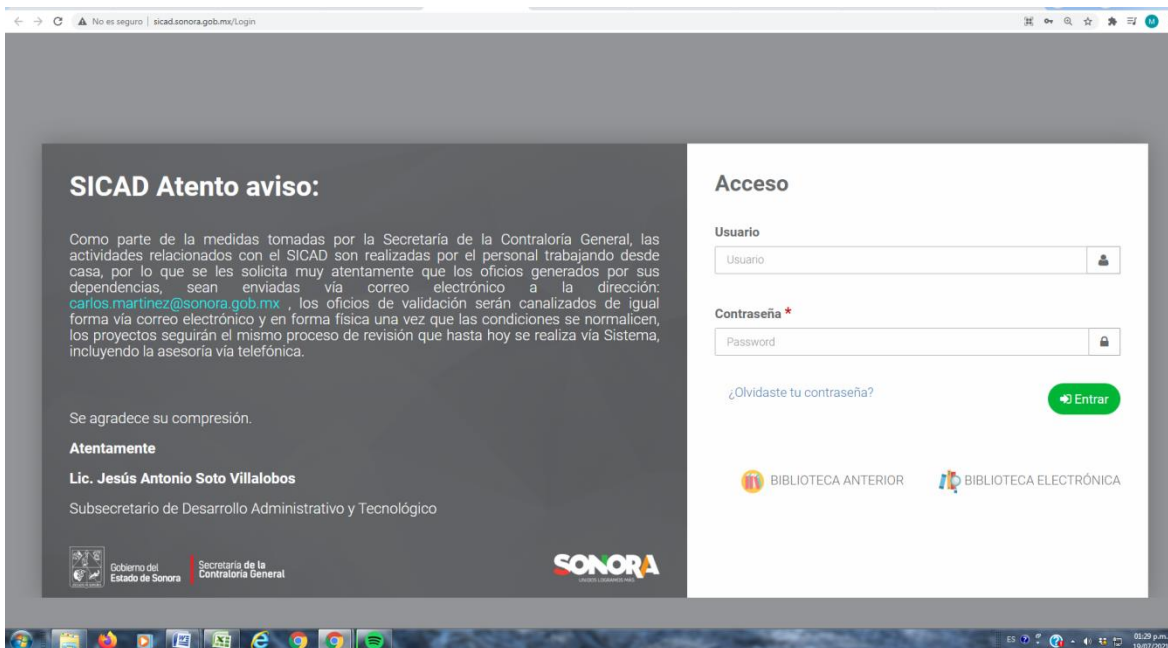 No es seguro | sicad.sonora.gob.mx/Login
M
SICAD Atento aviso:
Como parte de la medidas tomadas por la Secretaría de la Contraloría General, las
actividades relacionados con el SICAD son realizadas por el personal trabajando desde
casa, por lo que se les solicita muy atentamente que los oficios generados por sus
dependencias, sean enviadas vía correo electrónico a la dirección:
carlos.martinez@sonora.gob.mx , los oficios de validación serán canalizados de igual
forma vía correo electrónico y en forma física una vez que las condiciones se normalicen,
los proyectos seguirán el mismo proceso de revisión que hasta hoy se realiza vía Sistema,
incluyendo la asesoría vía telefónica.
Se agradece su compresión.
Atentamente
Lic. Jesús Antonio Soto Villalobos
Subsecretario de Desarrollo Administrativo y Tecnológico
Gobierno del
Estado de Sonora
Secretaría de la
Contraloría General
SONORA
UNIDOS LOGRAMOS MÁS
Acceso
Usuario
Usuario
Contraseña *
Password
¿Olvidaste tu contraseña?
Entrar
BIBLIOTECA ANTERIOR
BIBLIOTECA ELECTRÓNICA
ES
01:29 p.m.